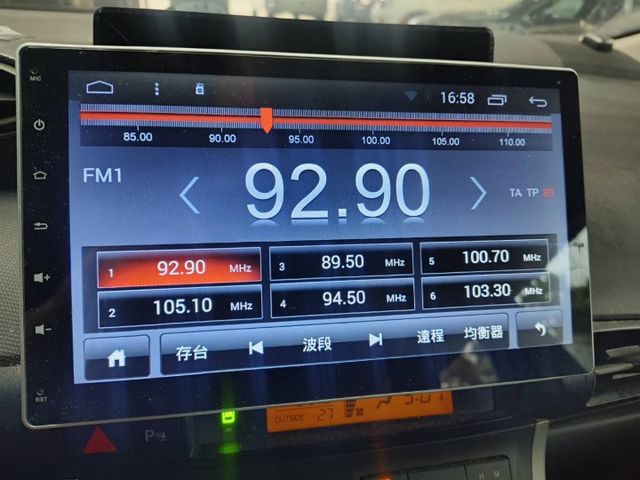 MIC
16:58
85.00 90.00 95.00 100.00 105.00 110.00
FM1
92.90
TA TP ST
1 92.90 MHz
3 89.50 MHz
5 100.70 MHz
2 105.10 MHz
4 94.50 MHz
6 103.30 MHz
存台 波段 遠程 均衡器
RST
OUTSIDE 27
P
H M